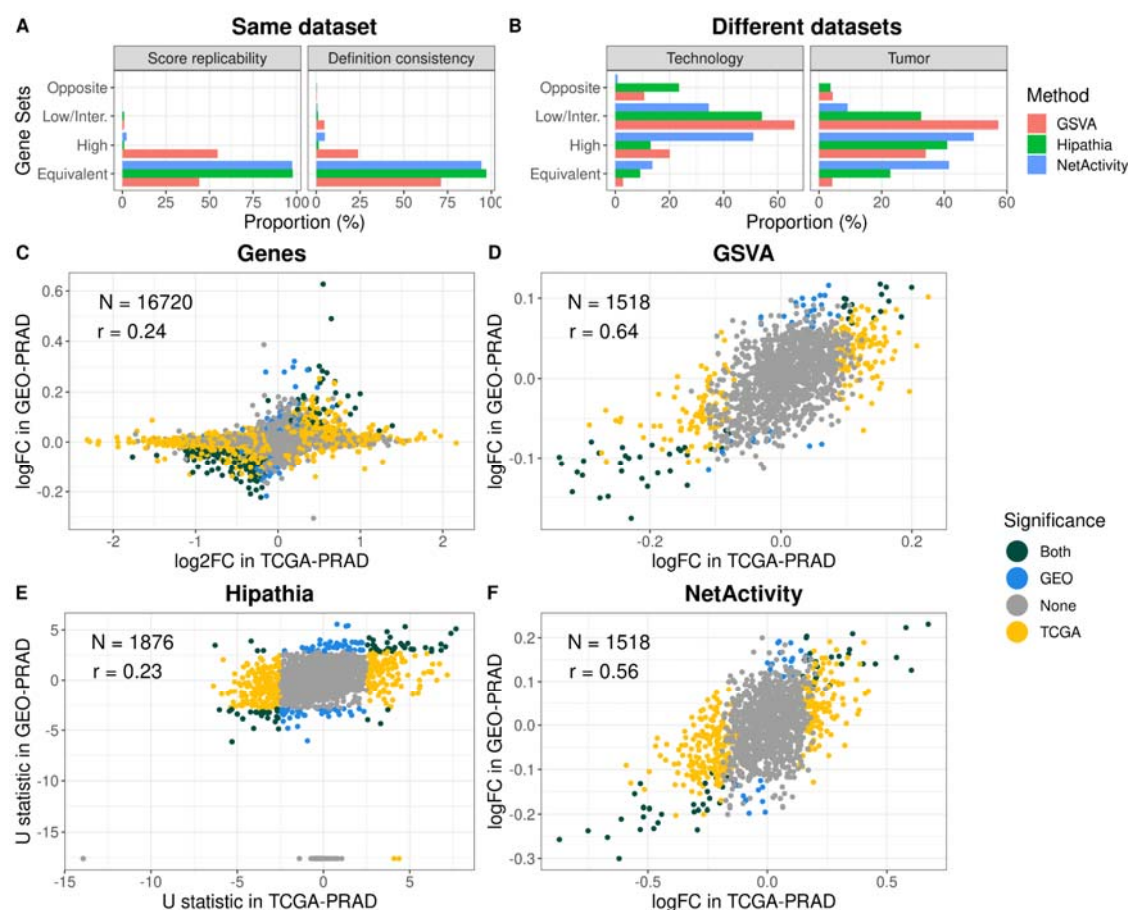 A Same dataset
Score replicability Definition consistency
Gene Sets
Opposite
Low/Inter.
High
Equivalent
0 25 50 75 100 0 25 50 75 100
Proportion (%)
B Different datasets
Technology Tumor
Opposite
Low/Inter.
High
Equivalent
0 20 40 60 0 20 40 60
Proportion (%)
Method
GSVA
Hipathia
NetActivity
C Genes
N = 16720
r = 0.24
logFC in GEO-PRAD
0.6
0.4
0.2
0.0
-0.2
-2 -1 0 1 2
log2FC in TCGA-PRAD
D GSVA
N = 1518
r = 0.64
logFC in GEO-PRAD
0.1
0.0
-0.1
-0.2 0.0 0.2
logFC in TCGA-PRAD
E Hipathia
N = 1876
r = 0.23
U statistic in GEO-PRAD
5
0
-5
-10
-15
-15 -10 -5 0 5
U statistic in TCGA-PRAD
F NetActivity
N = 1518
r = 0.56
logFC in GEO-PRAD
0.2
0.1
0.0
-0.1
-0.2
-0.3
-0.5 0.0 0.5
logFC in TCGA-PRAD
Significance
Both
GEO
None
TCGA